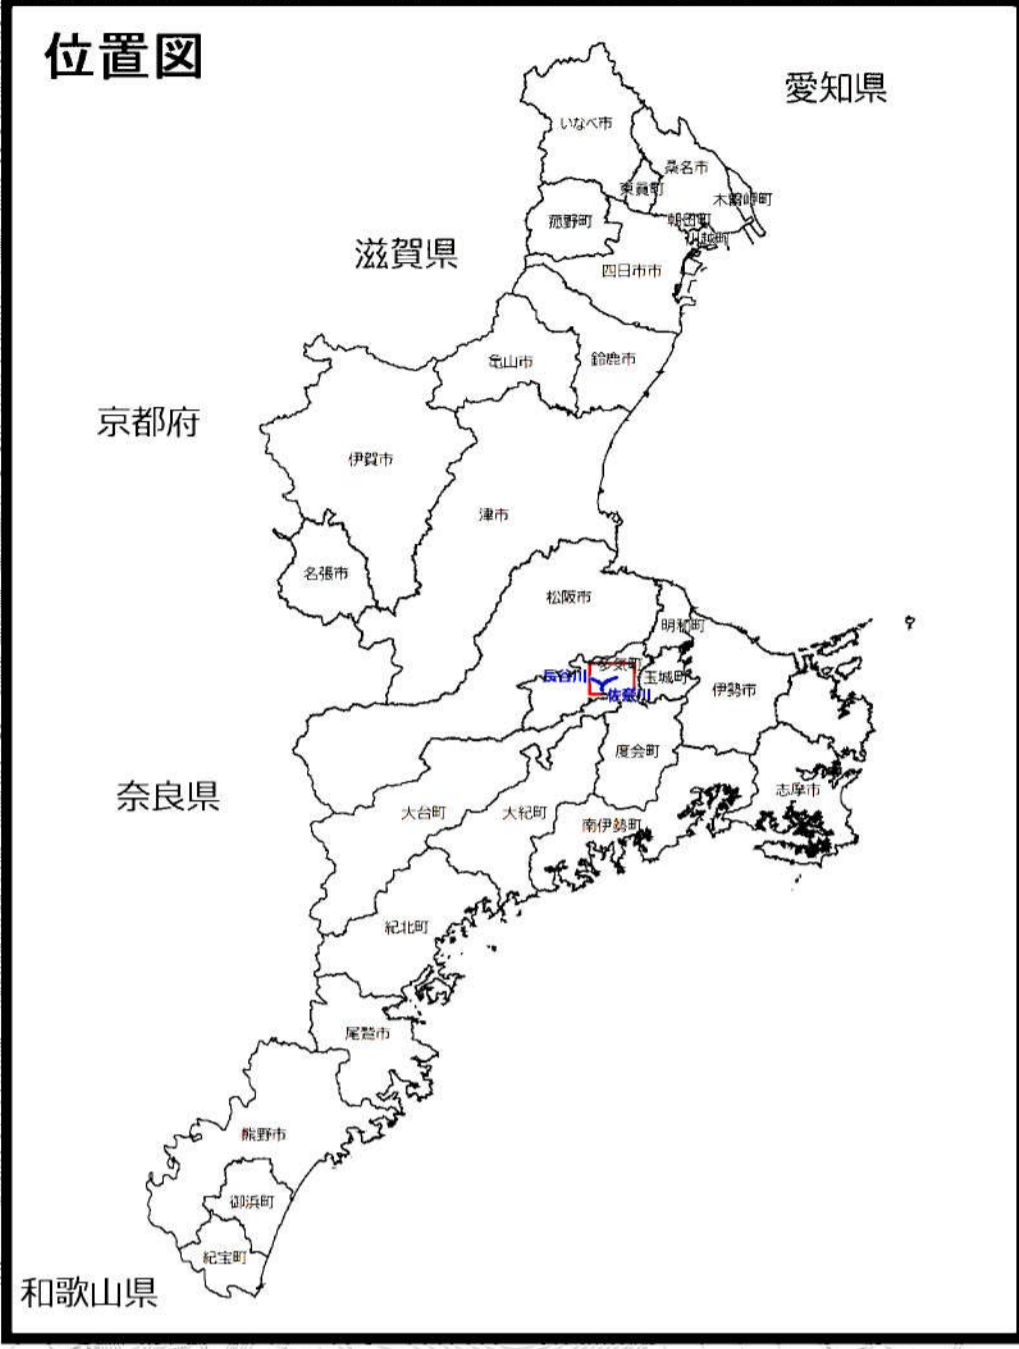 位置図
愛知県
いなべ市
桑名市
東員町
木曽岬町
菰野町
朝日町
川越町
滋賀県
四日市市
亀山市
鈴鹿市
京都府
伊賀市
津市
名張市
松阪市
明和町
多気町
長谷川
玉城町
佐奈川
伊勢市
度会町
奈良県
志摩市
大台町
大紀町
南伊勢町
紀北町
尾鷲市
熊野市
御浜町
紀宝町
和歌山県